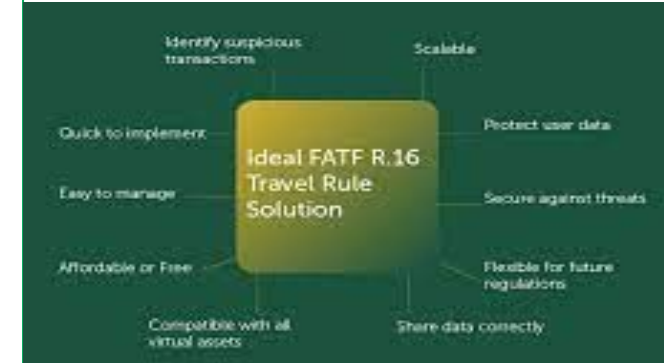 Identify suspicious
transactions
Scalable
Quick to implement
Protect user data
ideal FATF R.16
Travel Rule
Solution
Easy to manage
Secure against threats
Affordable or Free
Flexible for future
regulations
Compatible with all
virtual assets
Share data correctly